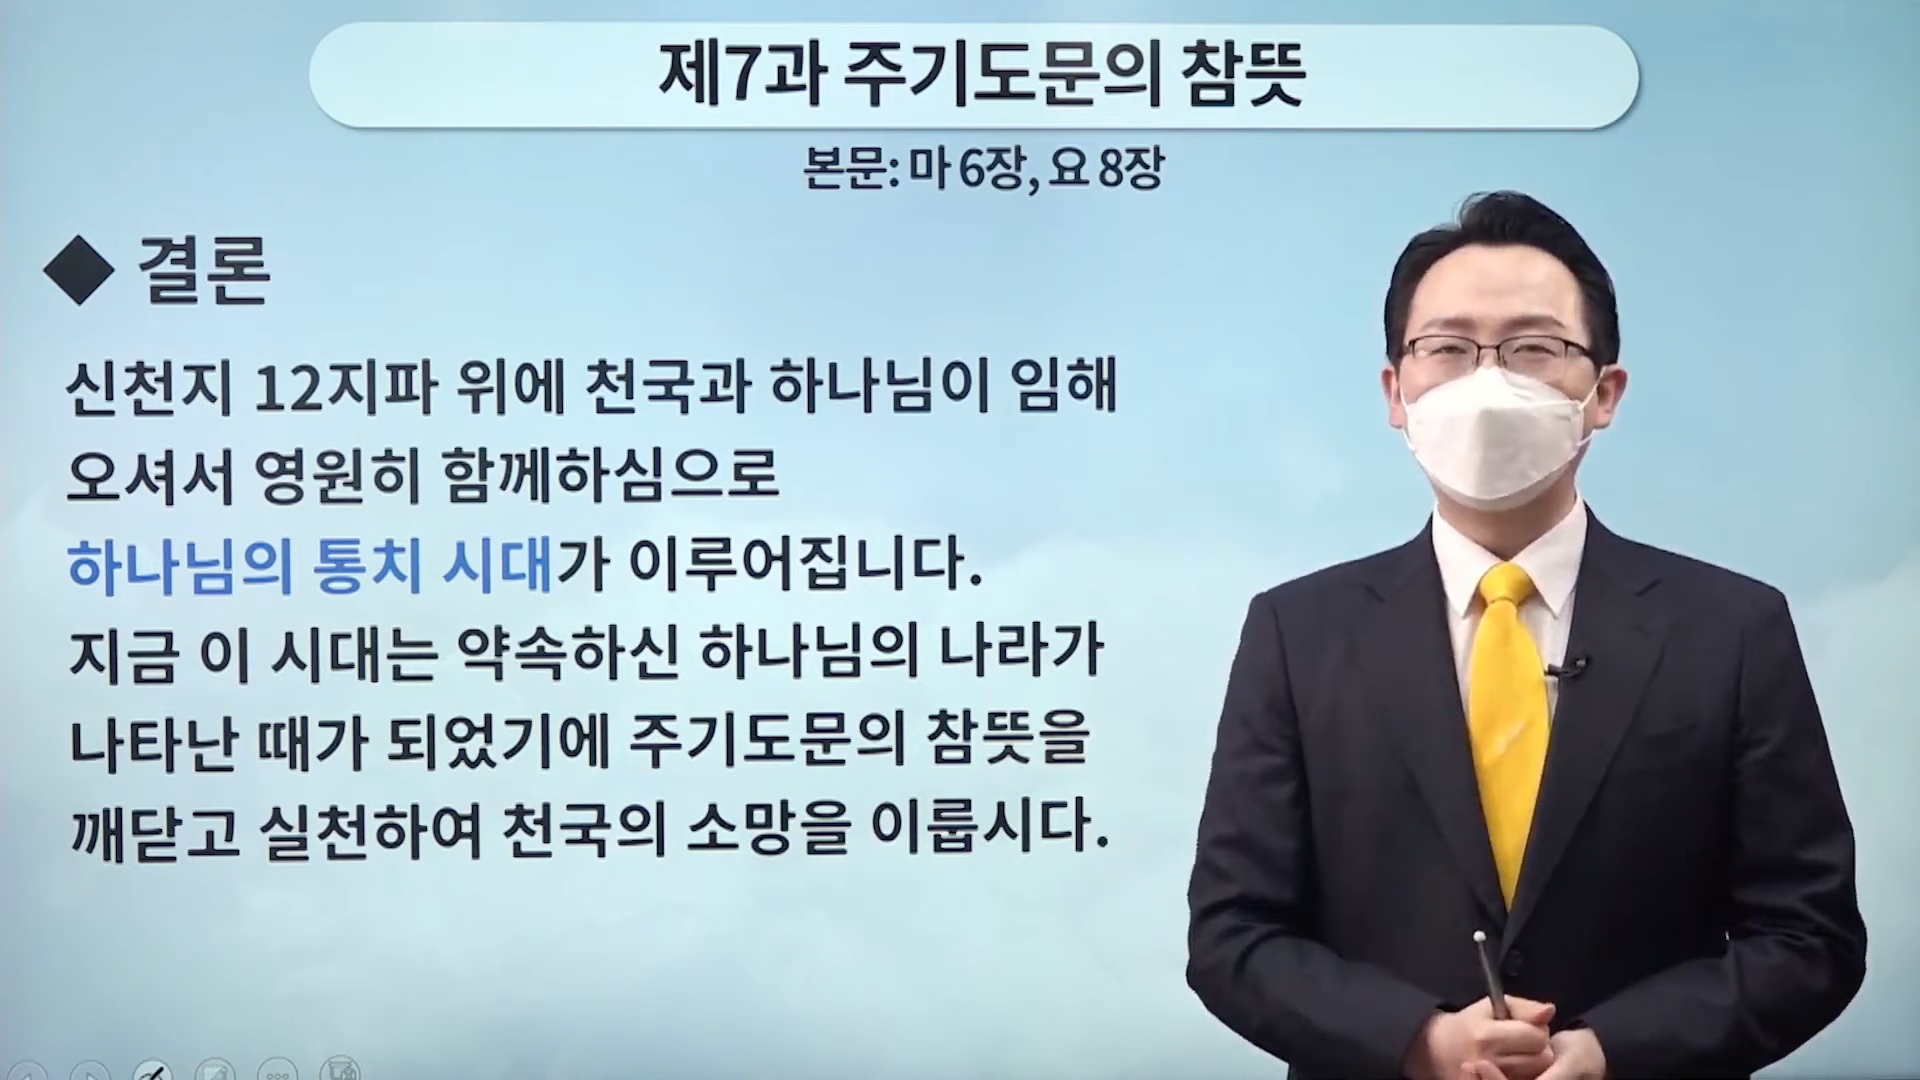 제7과 주기도문의 참뜻
본문: 마 6장, 요 8장
◆ 결론
신천지 12지파 위에 천국과 하나님이 임해
오셔서 영원히 함께하심으로
하나님의 통치 시대가 이루어집니다.
지금 이 시대는 약속하신 하나님의 나라가
나타난 때가 되었기에 주기도문의 참뜻을
깨닫고 실천하여 천국의 소망을 이룹시다.